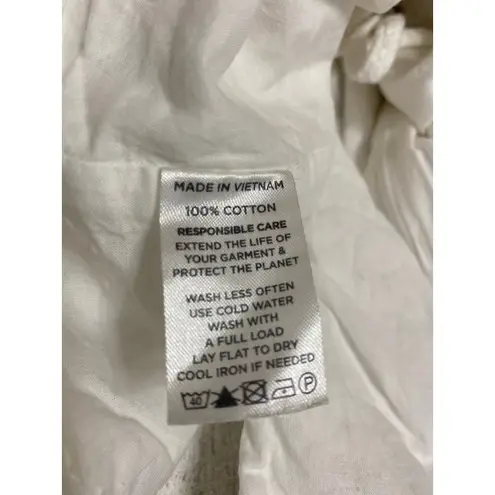 MADE IN VIETNAM
100% COTTON
RESPONSIBLE CARE
EXTEND THE LIFE OF
YOUR GARMENT &
PROTECT THE PLANET
WASH LESS OFTEN
USE COLD WATER
WASH WITH
A FULL LOAD
LAY FLAT TO DRY
COOL IRON IF NEEDED
40 P